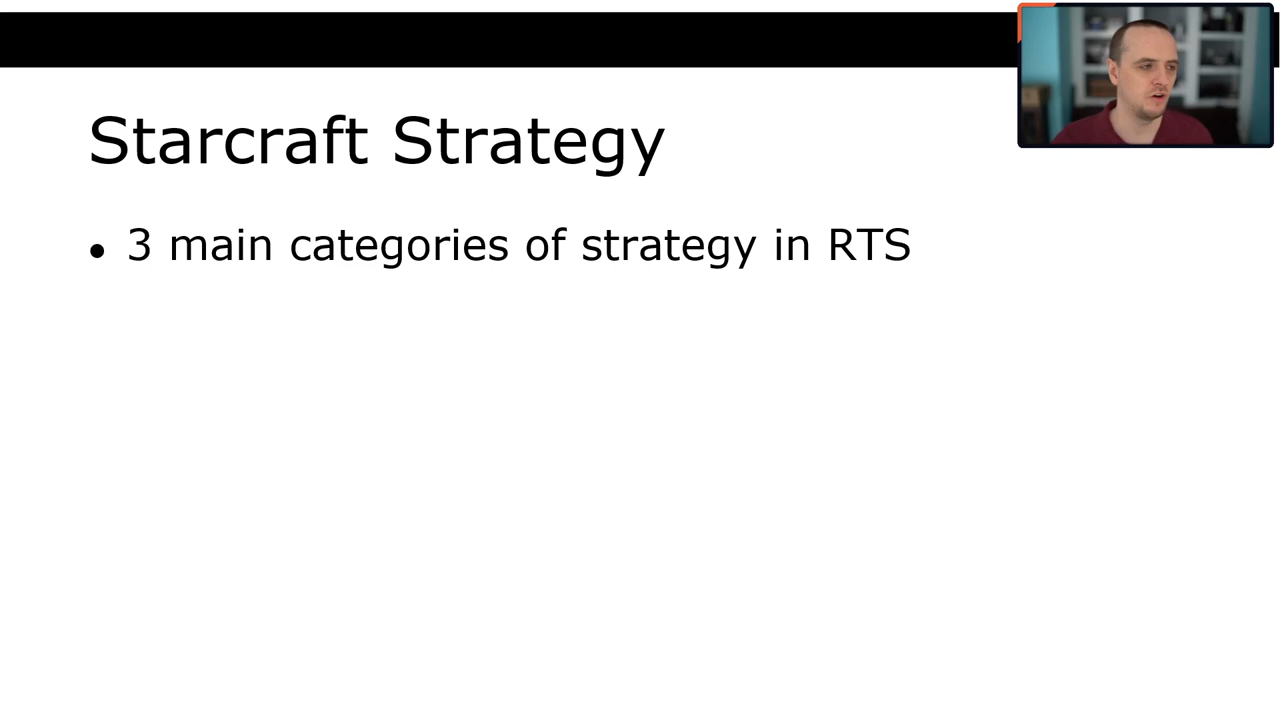 Starcraft Strategy
• 3 main categories of strategy in RTS